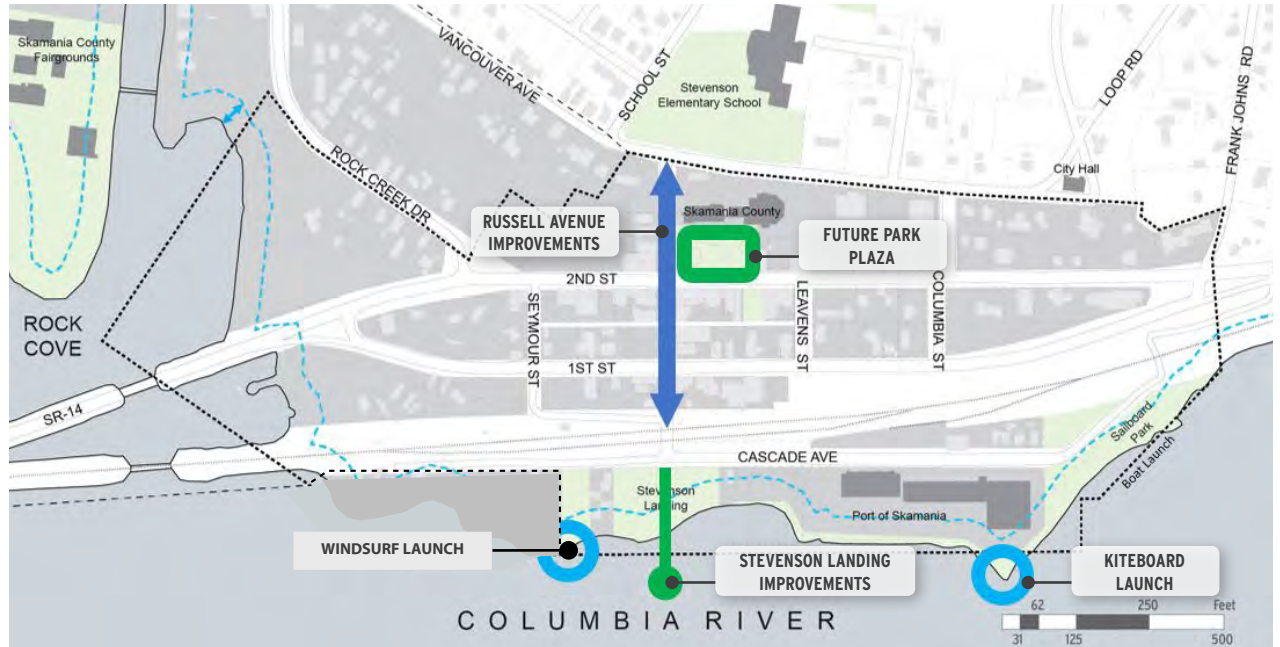 Skamania County
Fairgrounds
VANCOUVER AVE
SCHOOL ST
Stevenson
Elementary School
LOOP RD
FRANK JOHNS RD
City Hall
ROCK CREEK DR
RUSSELL AVENUE
IMPROVEMENTS
Skamania County
FUTURE PARK
PLAZA
2ND ST
SEYMOUR ST
LEAVENS ST
COLUMBIA ST
ROCK
COVE
1ST ST
SR-14
CASCADE AVE
Sailboard
Park
Boat Launch
Stevenson
Landing
Port of Skamania
WINDSURF LAUNCH
STEVENSON LANDING
IMPROVEMENTS
KITEBOARD
LAUNCH
COLUMBIA RIVER
62 250 Feet
31 125 500